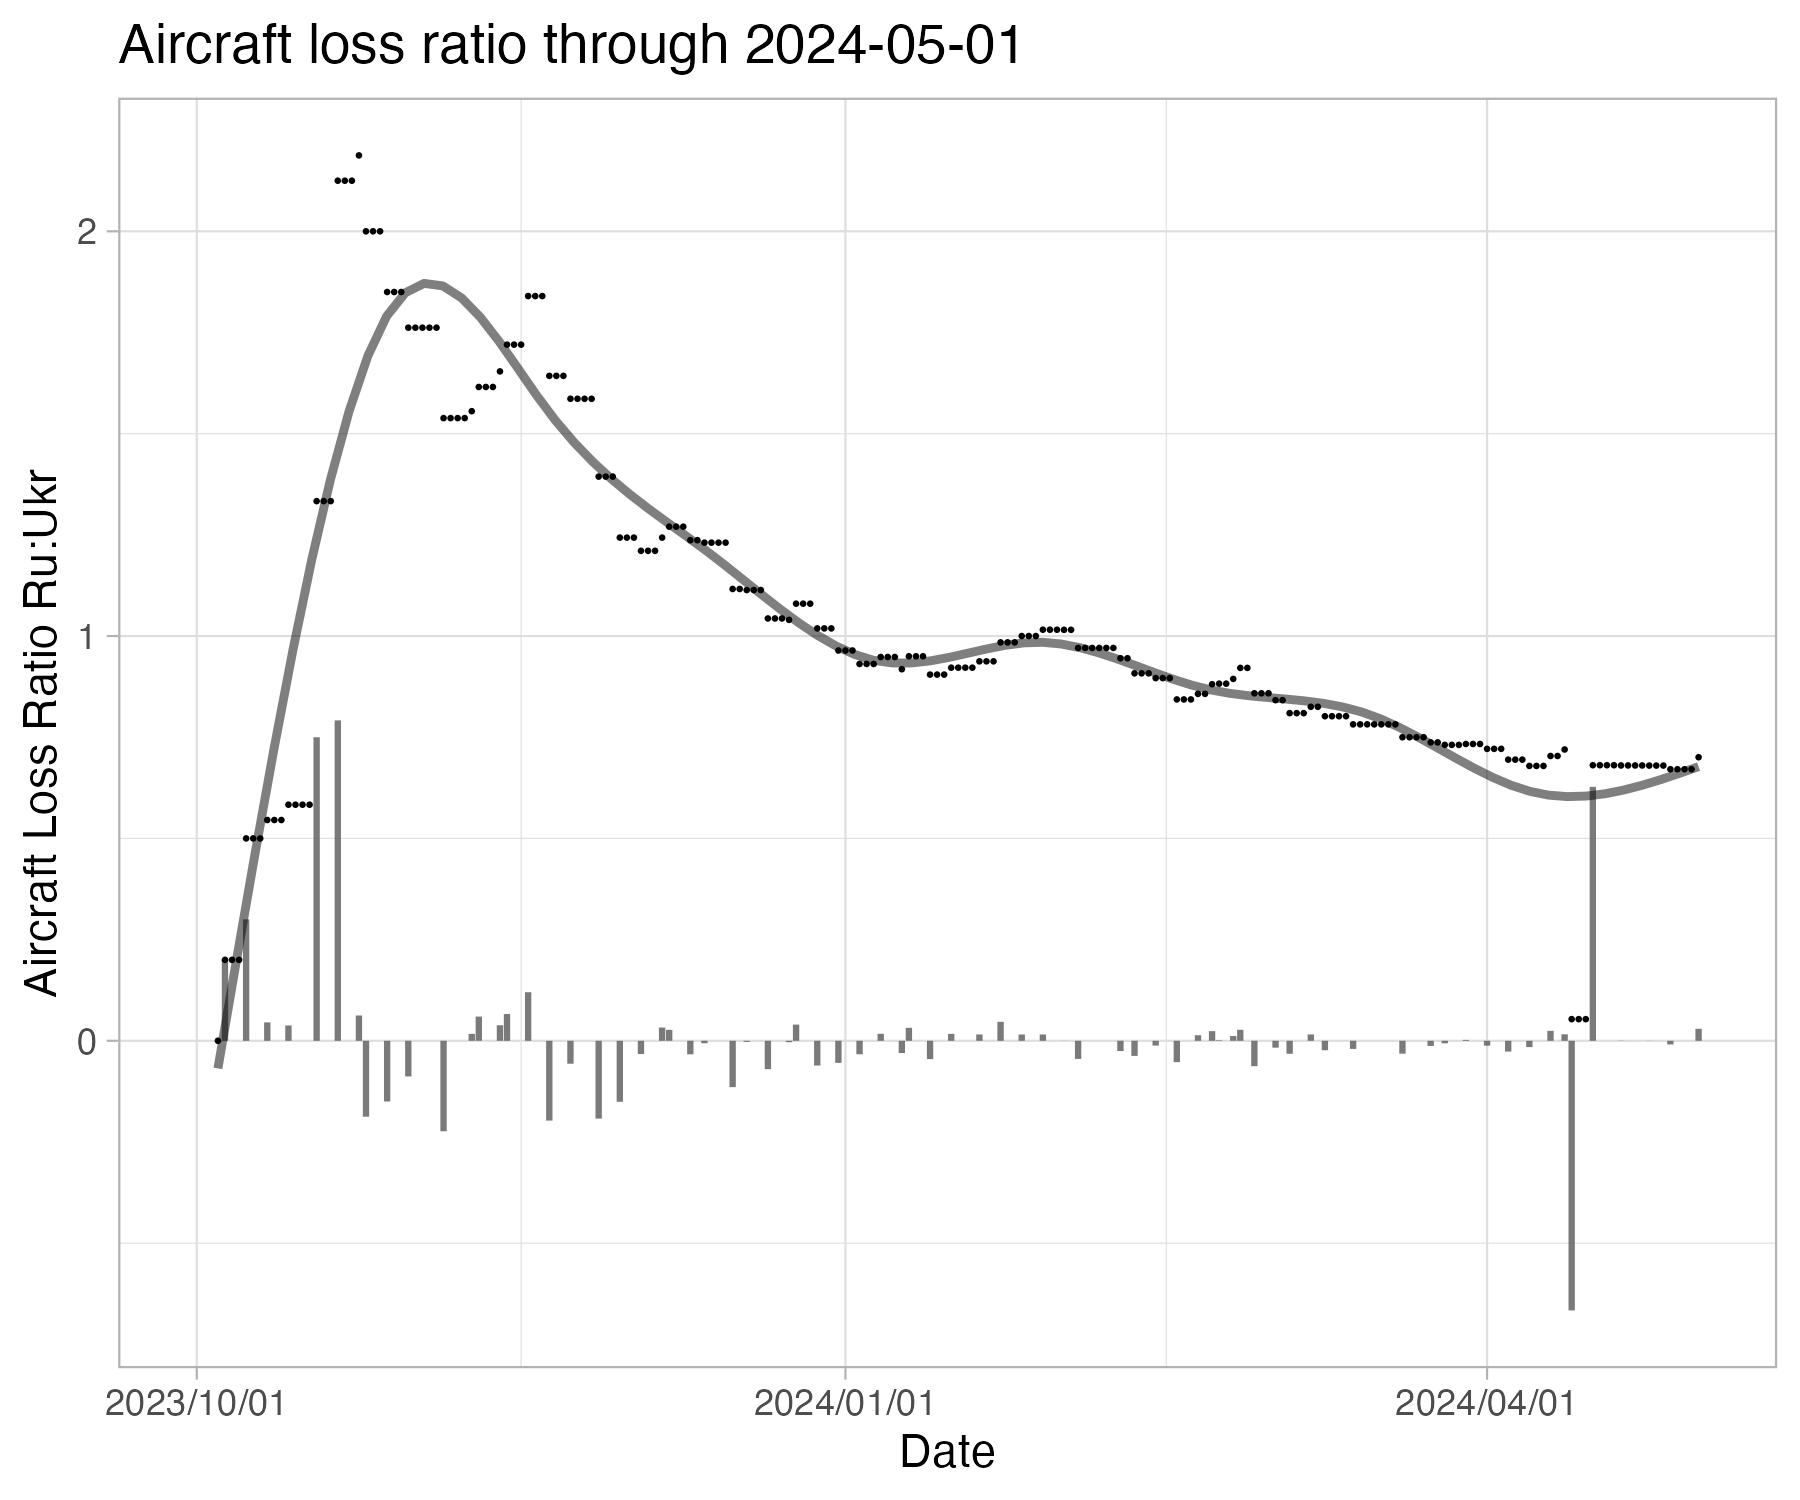 Aircraft loss ratio through 2024-05-01
Aircraft Loss Ratio Ru:Ukr
2
1
0
2023/10/01
2024/01/01
2024/04/01
Date